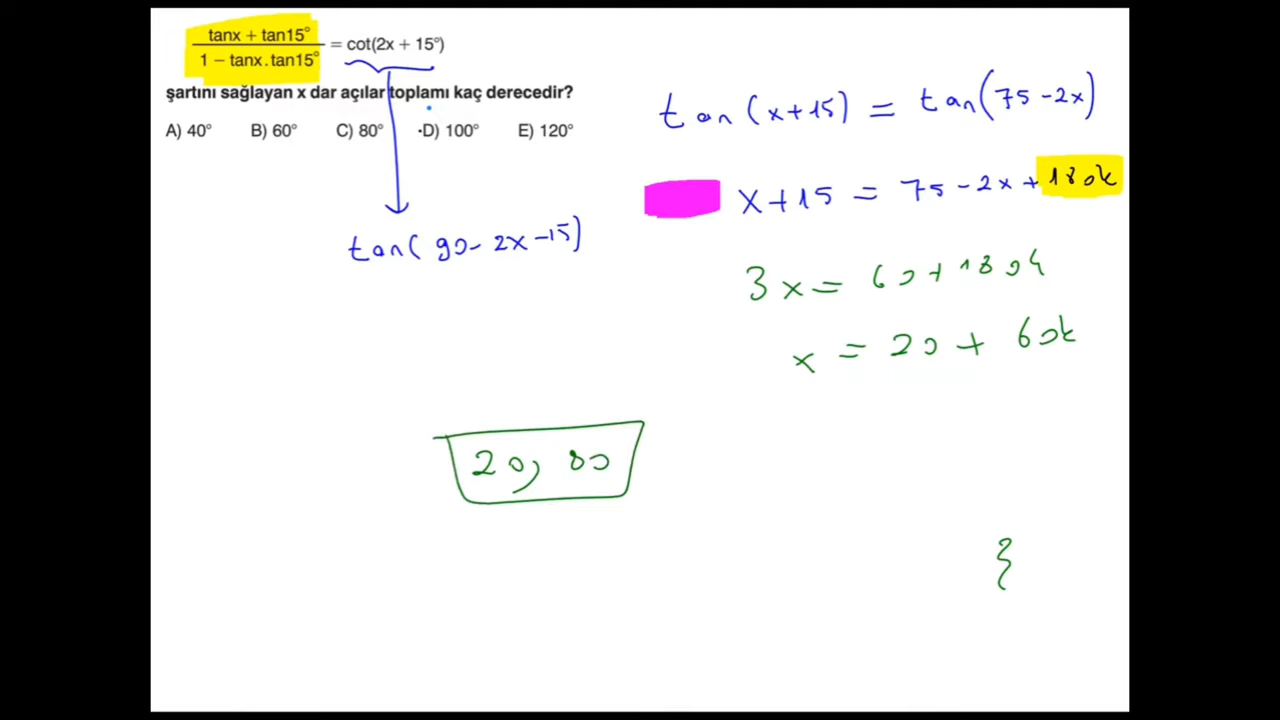 tanx + tan15° / 1 − tanx.tan15° = cot(2x + 15°)
şartını sağlayan x dar açılar toplamı kaç derecedir?
A) 40° B) 60° C) 80° D) 100° E) 120°
tan(90-2x-15)
tan(x+15) = tan(75-2x)
x+15 = 75-2x+180k
3x = 60+180k
x = 20 + 60k
20, 80
{